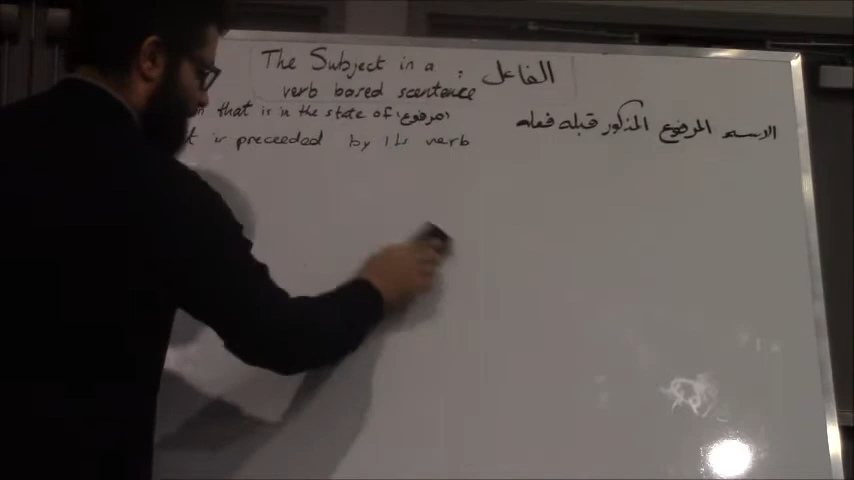 The Subject in a : الفاعل
verb based scentence
that is in the state of (مرفوع)
is preceeded by its verb
الاسم المرفوع المذكور قبله فعله